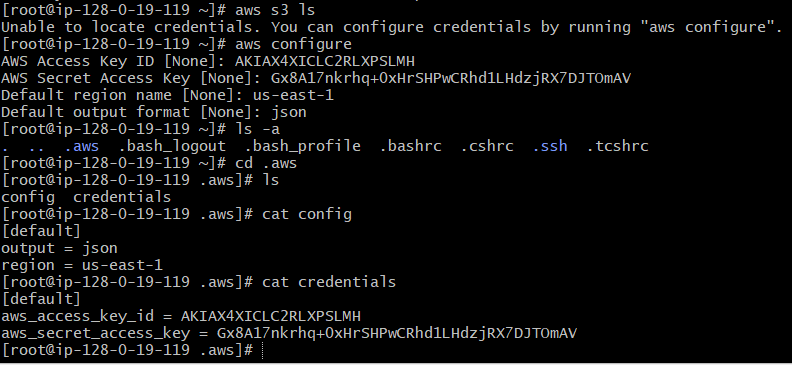 [root@ip-128-0-19-119 ~]# aws s3 ls
Unable to locate credentials. You can configure credentials by running "aws configure".
[root@ip-128-0-19-119 ~]# aws configure
AWS Access Key ID [None]: AKIAX4XICLC2RLXPSLMH
AWS Secret Access Key [None]: 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
Default region name [None]: us-east-1
Default output format [None]: json
[root@ip-128-0-19-119 ~]# ls -a
. .. .aws .bash_logout .bash_profile .bashrc .cshrc .ssh .tcshrc
[root@ip-128-0-19-119 ~]# cd .aws
[root@ip-128-0-19-119 .aws]# ls
config credentials
[root@ip-128-0-19-119 .aws]# cat config
[default]
output = json
region = us-east-1
[root@ip-128-0-19-119 .aws]# cat credentials
[default]
aws_access_key_id = AKIAX4XICLC2RLXPSLMH
aws_secret_access_key = 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
[root@ip-128-0-19-119 .aws]#